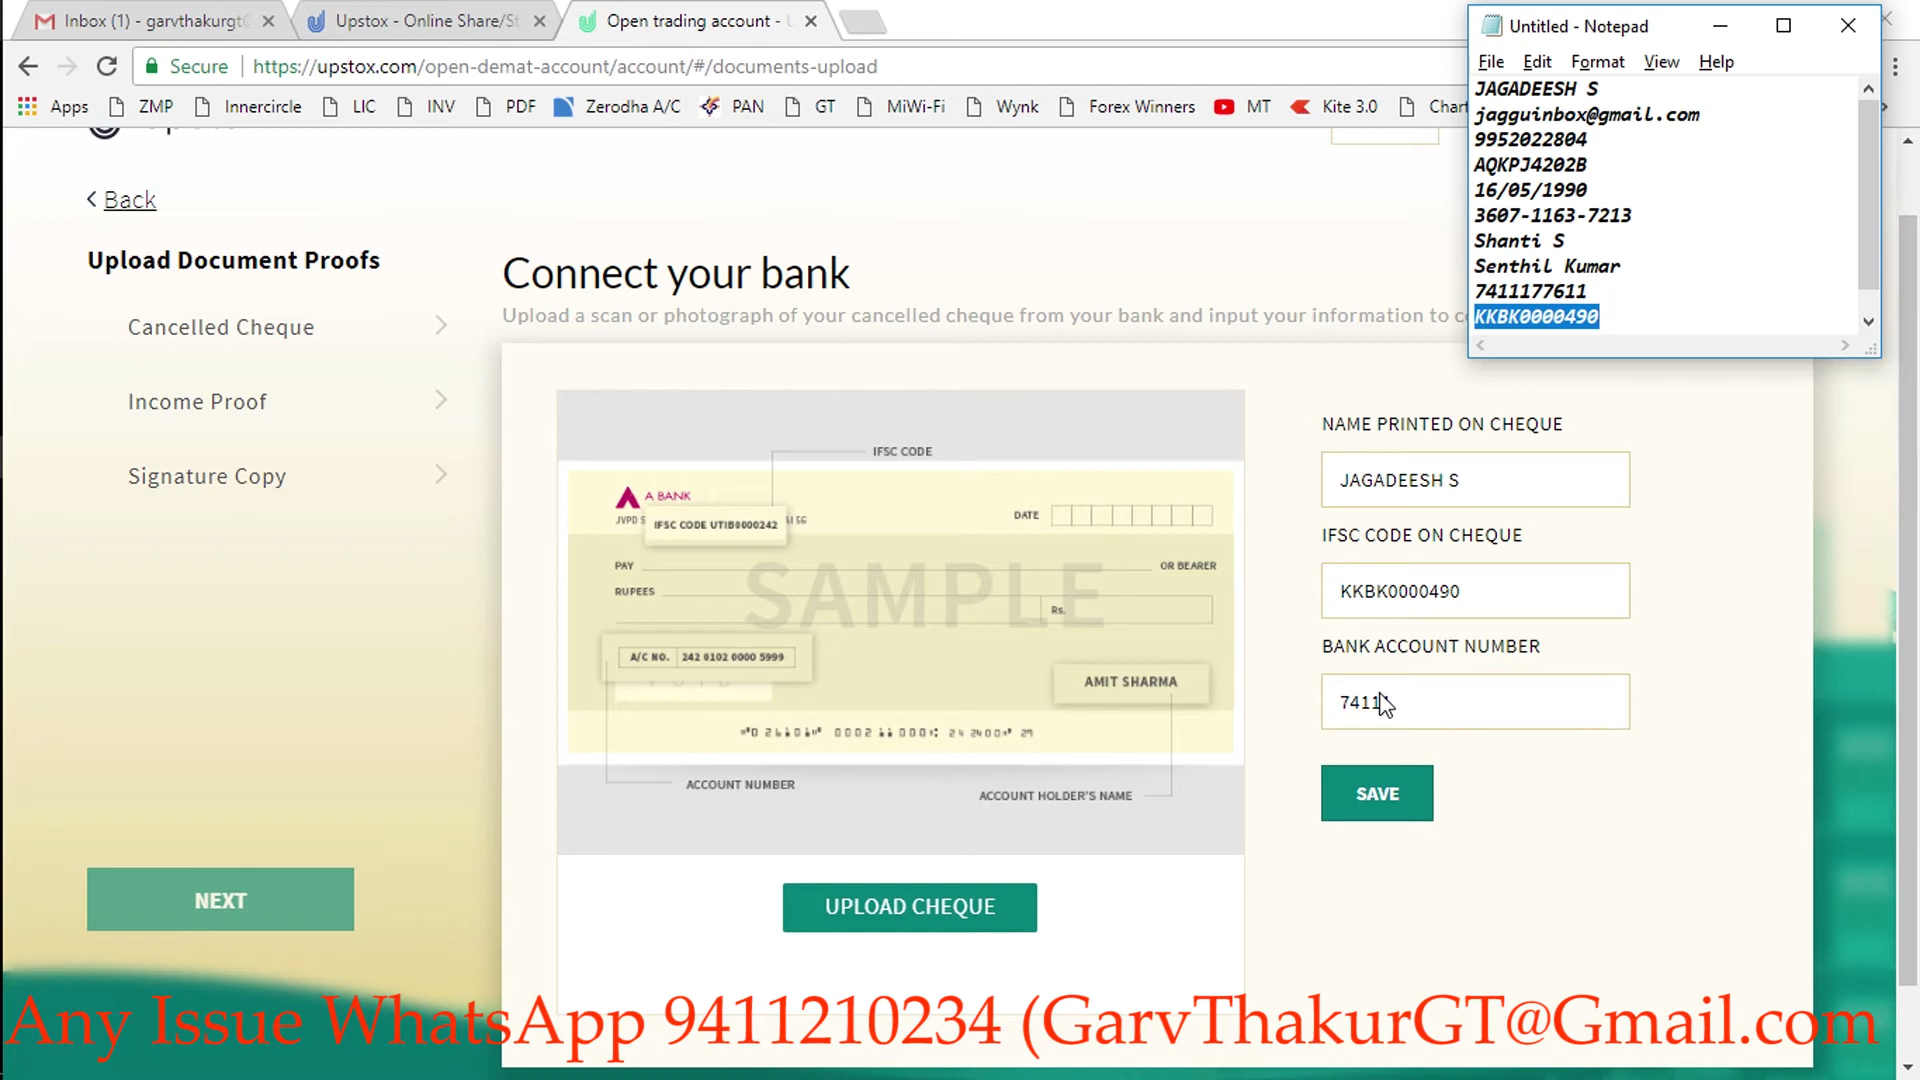 Inbox (1) - garvthakurgt@
Upstox - Online Share/St
Open trading account -
Untitled - Notepad
Secure
https://upstox.com/open-demat-account/account/#/documents-upload
File Edit Format View Help
Apps
ZMP
Innercircle
LIC
INV
PDF
Zerodha A/C
PAN
GT
MiWi-Fi
Wynk
Forex Winners
MT
Kite 3.0
Chart
JAGADEESH S
jagguinbox@gmail.com
9952022804
AQKPJ4202B
16/05/1990
3607-1163-7213
Shanti S
Senthil Kumar
7411177611
KKBK0000490
Back
Upload Document Proofs
Cancelled Cheque
Income Proof
Signature Copy
NEXT
Connect your bank
Upload a scan or photograph of your cancelled cheque from your bank and input your information to
IFSC CODE
A BANK
JVPD
IFSC CODE UTIB0000242
DATE
PAY
OR BEARER
RUPEES
Rs.
SAMPLE
A/C NO. 242 0102 0000 5999
AMIT SHARMA
ACCOUNT NUMBER
ACCOUNT HOLDER'S NAME
UPLOAD CHEQUE
NAME PRINTED ON CHEQUE
JAGADEESH S
IFSC CODE ON CHEQUE
KKBK0000490
BANK ACCOUNT NUMBER
SAVE
Any Issue WhatsApp 9411210234 (GarvThakurGT@Gmail.com